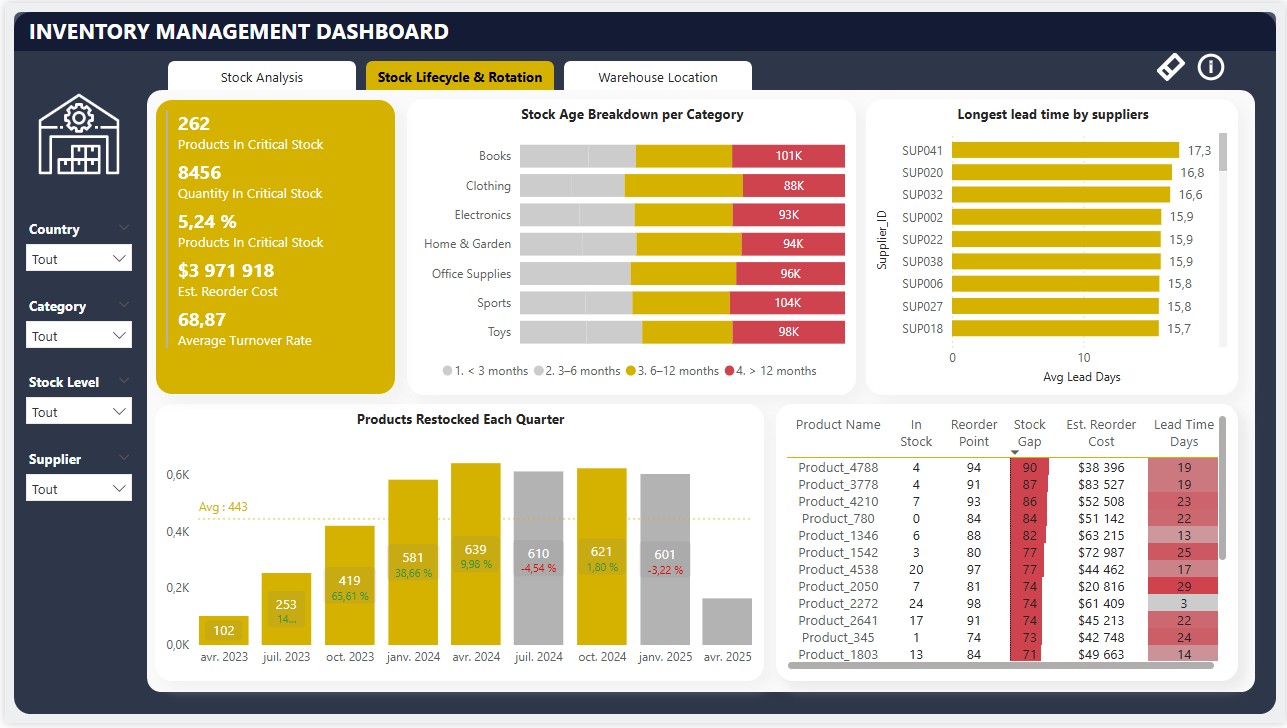 INVENTORY MANAGEMENT DASHBOARD
Stock Analysis
Stock Lifecycle & Rotation
Warehouse Location
Country
Tout
Category
Tout
Stock Level
Tout
Supplier
Tout
262
Products In Critical Stock
8456
Quantity In Critical Stock
5,24 %
Products In Critical Stock
$3 971 918
Est. Reorder Cost
68,87
Average Turnover Rate
Stock Age Breakdown per Category
Books 101K
Clothing 88K
Electronics 93K
Home & Garden 94K
Office Supplies 96K
Sports 104K
Toys 98K
1. < 3 months 2. 3–6 months 3. 6–12 months 4. > 12 months
Longest lead time by suppliers
Supplier_ID
SUP041 17,3
SUP020 16,8
SUP032 16,6
SUP002 15,9
SUP022 15,9
SUP038 15,9
SUP006 15,8
SUP027 15,8
SUP018 15,7
0 10
Avg Lead Days
Products Restocked Each Quarter
0,6K
0,4K
0,2K
0,0K
Avg : 443
102
253
14...
419
65,61 %
581
38,66 %
639
9,98 %
610
-4,54 %
621
1,80 %
601
-3,22 %
avr. 2023 juil. 2023 oct. 2023 janv. 2024 avr. 2024 juil. 2024 oct. 2024 janv. 2025 avr. 2025
Product Name In Stock Reorder Point Stock Gap Est. Reorder Cost Lead Time Days
Product_4788 4 94 90 $38 396 19
Product_3778 4 91 87 $83 527 19
Product_4210 7 93 86 $52 508 23
Product_780 0 84 84 $51 142 22
Product_1346 6 88 82 $63 215 13
Product_1542 3 80 77 $72 987 25
Product_4538 20 97 77 $44 462 17
Product_2050 7 81 74 $20 816 29
Product_2272 24 98 74 $61 409 3
Product_2641 17 91 74 $45 213 22
Product_345 1 74 73 $42 748 24
Product_1803 13 84 71 $49 663 14